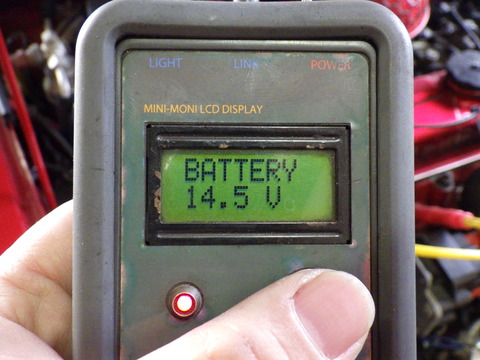 LIGHT LINK POWER
MINI-MONI LCD DISPLAY
BATTERY
14.5 V